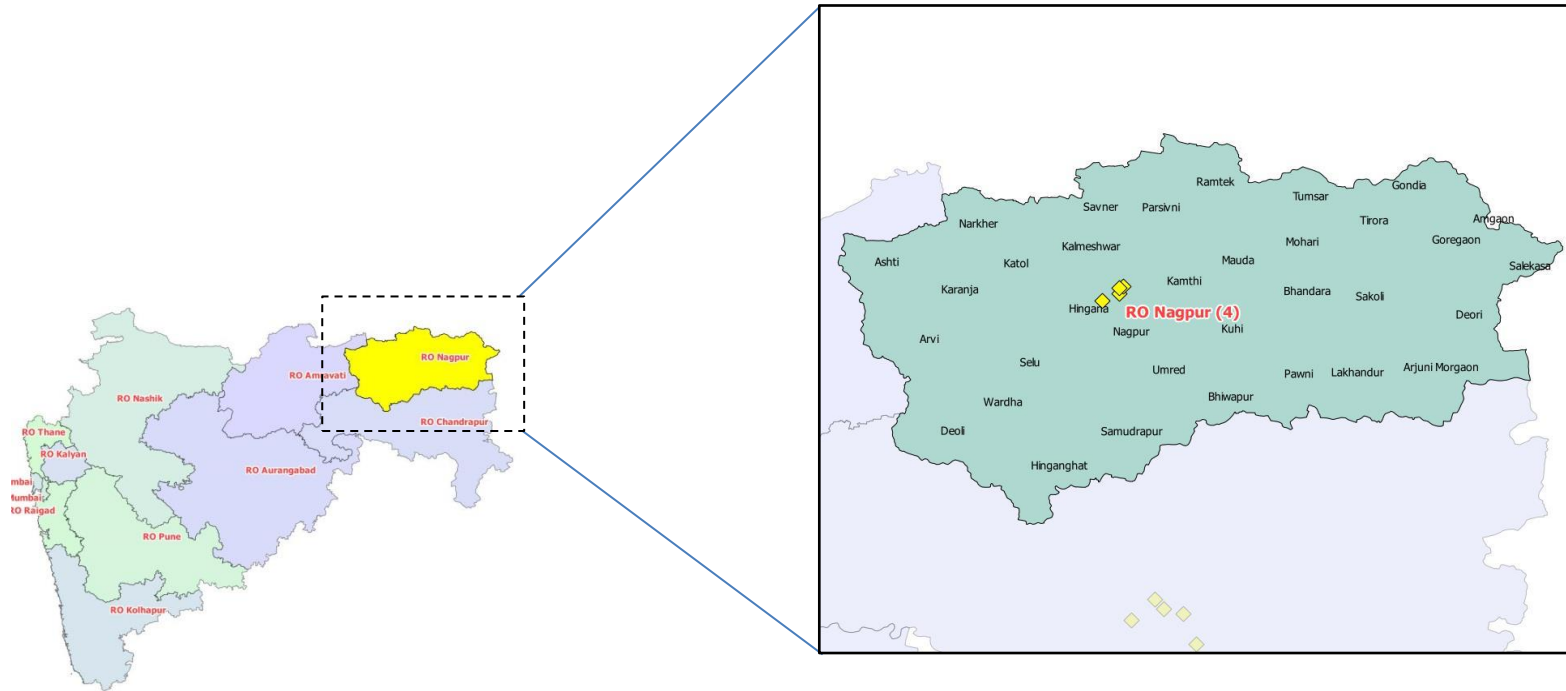 RO Nagpur
RO Amravati
RO Nashik
RO Chandrapur
RO Thane
RO Kalyan
RO Aurangabad
mbai
Mumbai
RO Raigad
RO Pune
RO Kolhapur
Ramtek
Gondia
Tumsar
Savner
Parsivni
Narkher
Tirora
Amgaon
Kalmeshwar
Mohari
Goregaon
Ashti
Katol
Mauda
Salekasa
Karanja
Kamthi
Bhandara
Sakoli
Hingana
RO Nagpur (4)
Deori
Arvi
Nagpur
Kuhi
Selu
Umred
Pawni
Lakhandur
Arjuni Morgaon
Wardha
Bhiwapur
Deoli
Samudrapur
Hinganghat